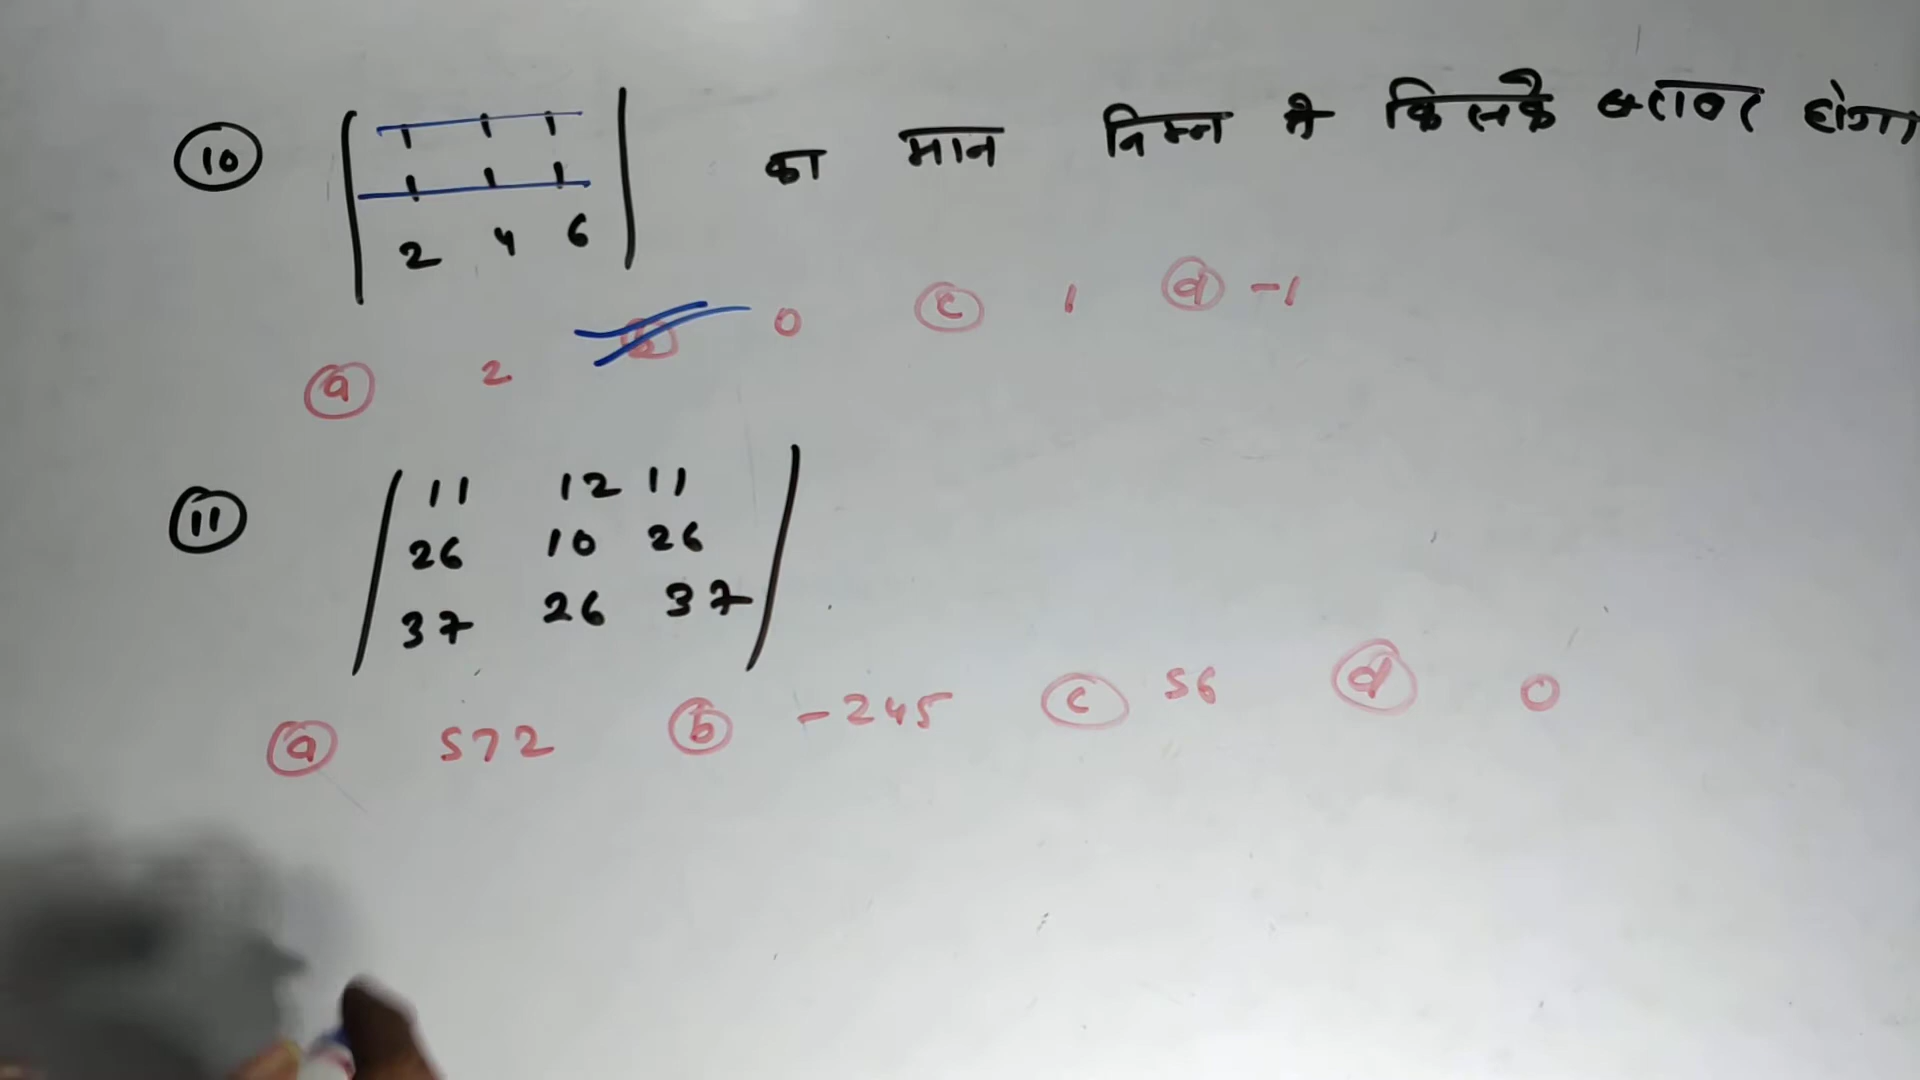 10 | 1 1 1 | का मान निम्न मे किसके बराबर होगा
| 1 1 1 |
| 2 4 6 |
a 2 b 0 c 1 d -1
11 | 11 12 11 |
| 26 10 26 |
| 37 26 37 |
a 572 b -245 c 56 d 0